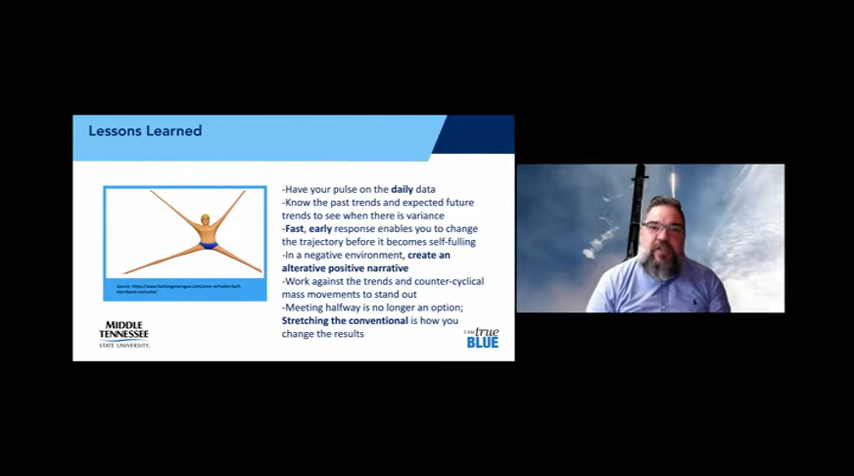 Lessons Learned
-Have your pulse on the daily data
-Know the past trends and expected future
trends to see when there is variance
-Fast, early response enables you to change
the trajectory before it becomes self-fulling
-In a negative environment, create an
alterative positive narrative
-Work against the trends and counter-cyclical
mass movements to stand out
-Meeting halfway is no longer an option;
Stretching the conventional is how you
change the results
MIDDLE
TENNESSEE
STATE UNIVERSITY.
I AM true
BLUE